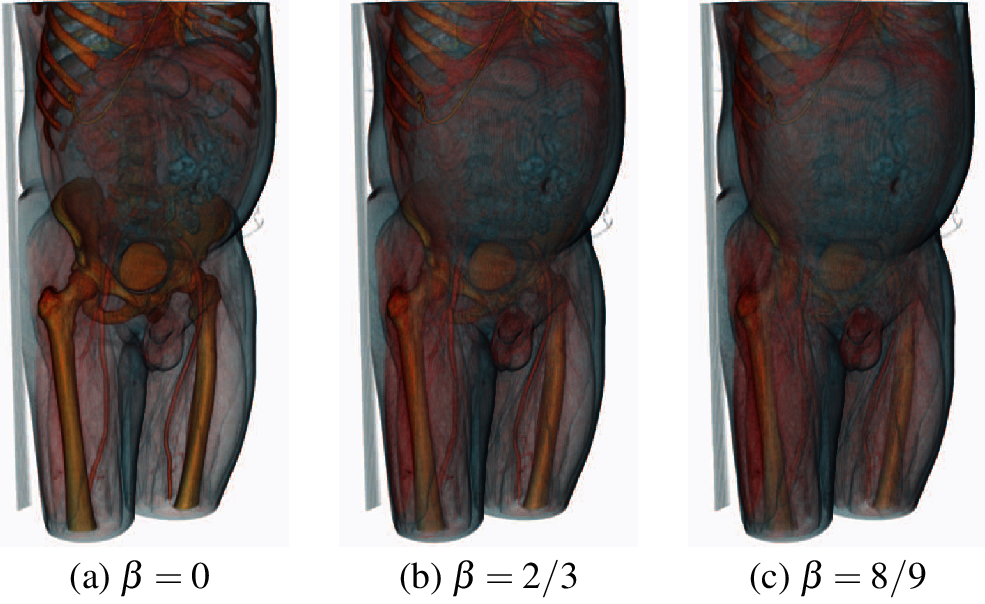 (a) β = 0
(b) β = 2/3
(c) β = 8/9